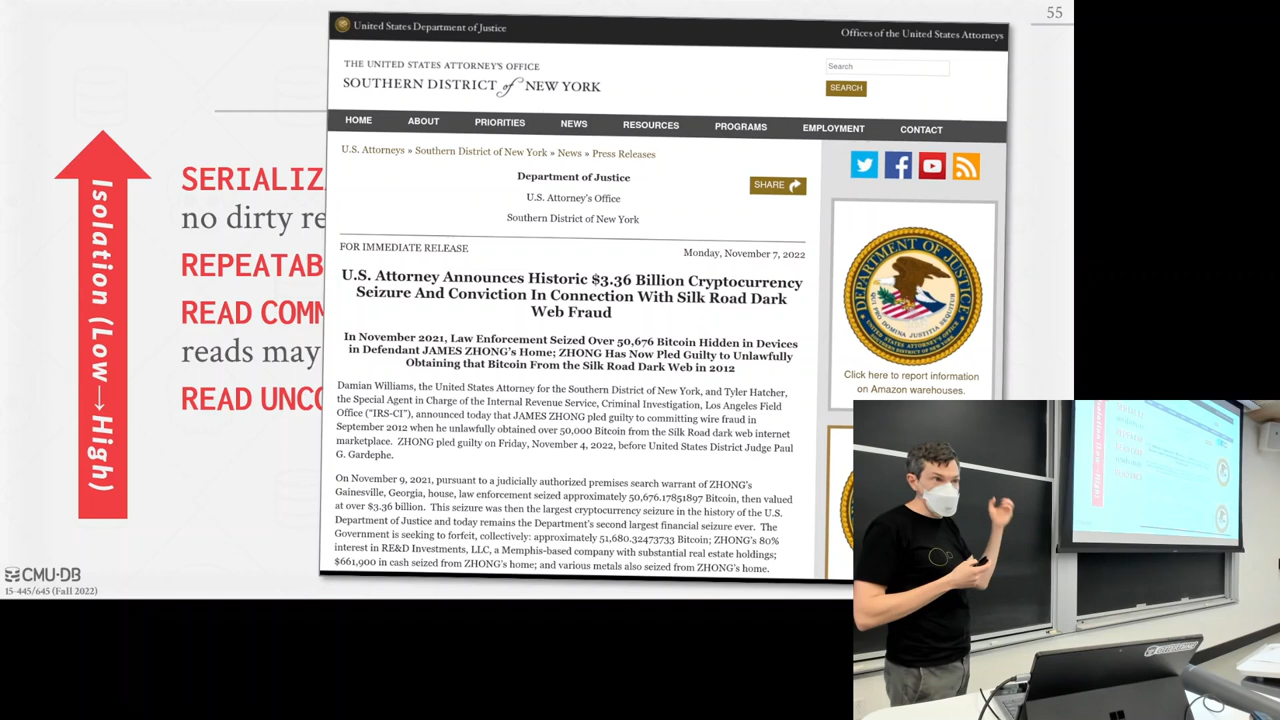 55
United States Department of Justice
Offices of the United States Attorneys
THE UNITED STATES ATTORNEY'S OFFICE
SOUTHERN DISTRICT of NEW YORK
Search
SEARCH
HOME ABOUT PRIORITIES NEWS RESOURCES PROGRAMS EMPLOYMENT CONTACT
U.S. Attorneys » Southern District of New York » News » Press Releases
Department of Justice
SHARE
U.S. Attorney's Office
Southern District of New York
FOR IMMEDIATE RELEASE
Monday, November 7, 2022
U.S. Attorney Announces Historic $3.36 Billion Cryptocurrency
Seizure And Conviction In Connection With Silk Road Dark
Web Fraud
In November 2021, Law Enforcement Seized Over 50,676 Bitcoin Hidden in Devices
in Defendant JAMES ZHONG's Home; ZHONG Has Now Pled Guilty to Unlawfully
Obtaining that Bitcoin From the Silk Road Dark Web in 2012
Damian Williams, the United States Attorney for the Southern District of New York, and Tyler Hatcher,
the Special Agent in Charge of the Internal Revenue Service, Criminal Investigation, Los Angeles Field
Office ("IRS-CI"), announced today that JAMES ZHONG pled guilty to committing wire fraud in
September 2012 when he unlawfully obtained over 50,000 Bitcoin from the Silk Road dark web internet
marketplace. ZHONG pled guilty on Friday, November 4, 2022, before United States District Judge Paul
G. Gardephe.
On November 9, 2021, pursuant to a judicially authorized premises search warrant of ZHONG's
Gainesville, Georgia, house, law enforcement seized approximately 50,676.17851897 Bitcoin, then valued
at over $3.36 billion. This seizure was then the largest cryptocurrency seizure in the history of the U.S.
Department of Justice and today remains the Department's second largest financial seizure ever. The
Government is seeking to forfeit, collectively: approximately 51,680.32473733 Bitcoin; ZHONG's 80%
interest in RE&D Investments, LLC, a Memphis-based company with substantial real estate holdings;
$661,900 in cash seized from ZHONG's home; and various metals also seized from ZHONG's home.
DEPARTMENT OF JUSTICE
QUI PRO DOMINA JUSTITIA SEQUITUR
Click here to report information
on Amazon warehouses.
Isolation (Low→High)
SERIALIZA
no dirty re
REPEATAB
READ COMM
reads may
READ UNCO
CMU·DB
15-445/645 (Fall 2022)